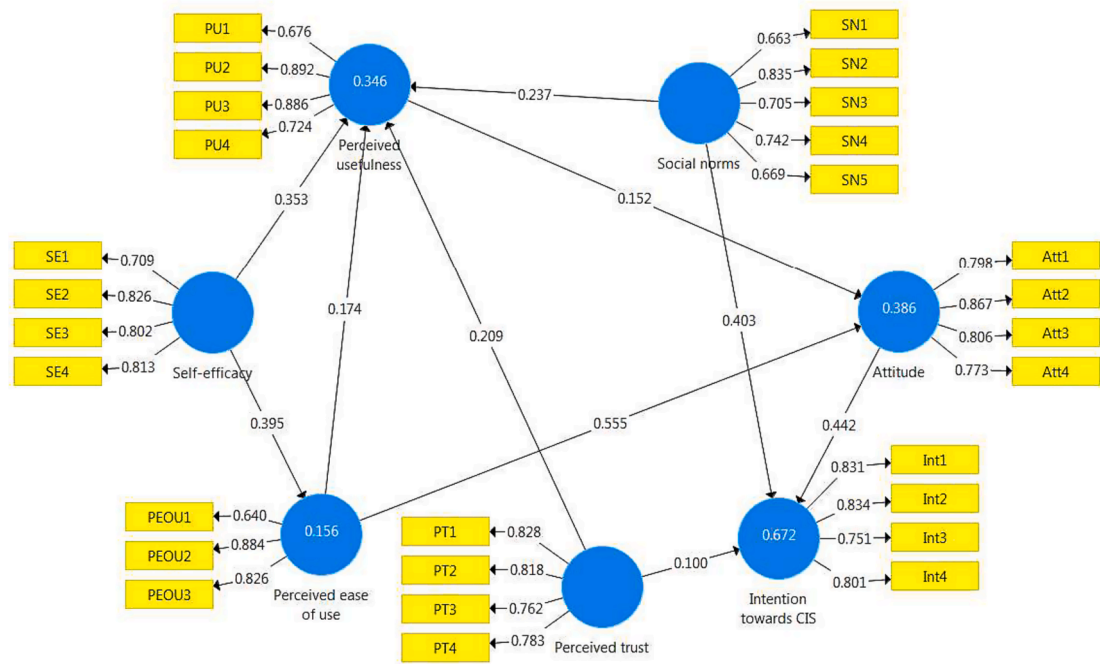 PU1
0.676
PU2
0.892
PU3
0.886
PU4
0.724
0.346
Perceived
usefulness
SN1
0.663
SN2
0.835
SN3
0.705
SN4
0.742
SN5
0.669
Social norms
0.237
0.353
0.152
0.174
0.209
0.403
SE1
0.709
SE2
0.826
SE3
0.802
SE4
0.813
Self-efficacy
Att1
0.798
Att2
0.867
Att3
0.806
Att4
0.773
0.386
Attitude
0.395
0.555
0.442
PEOU1
0.640
PEOU2
0.884
PEOU3
0.826
0.156
Perceived ease
of use
PT1
0.828
PT2
0.818
PT3
0.762
PT4
0.783
Perceived trust
0.100
0.672
Intention
towards CIS
Int1
0.831
Int2
0.834
Int3
0.751
Int4
0.801